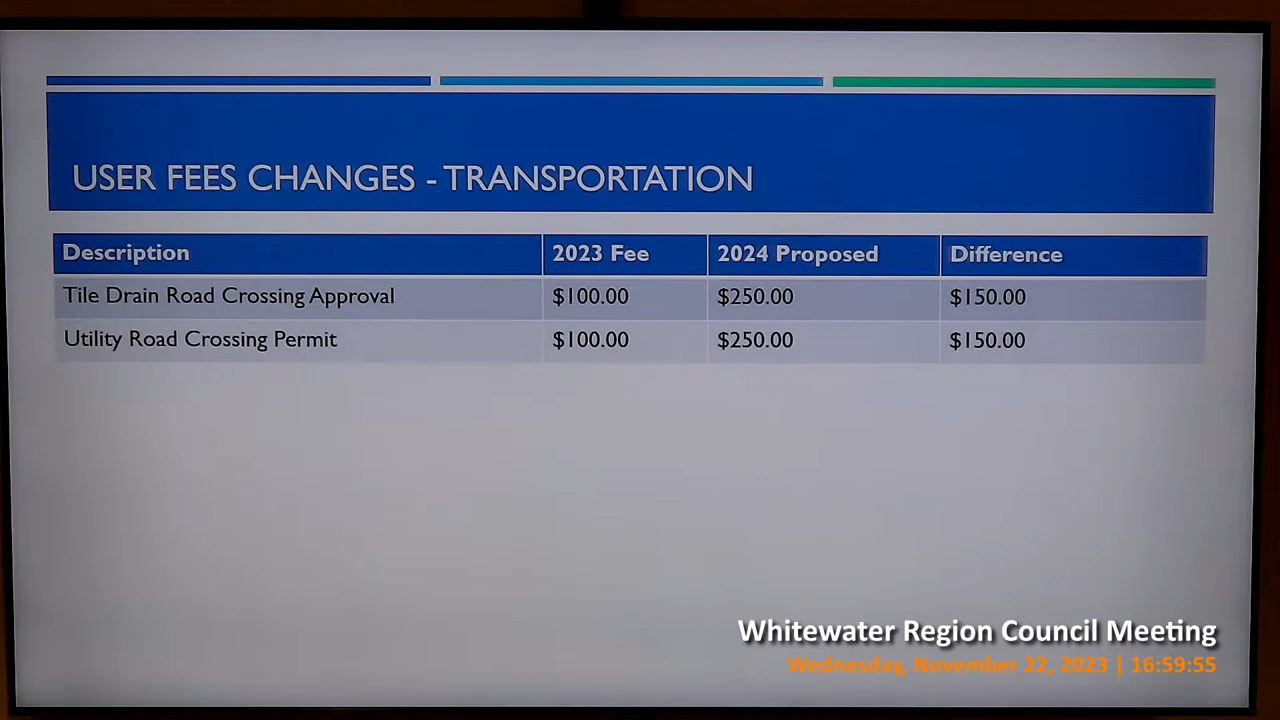 USER FEES CHANGES - TRANSPORTATION
Description 2023 Fee 2024 Proposed Difference
Tile Drain Road Crossing Approval $100.00 $250.00 $150.00
Utility Road Crossing Permit $100.00 $250.00 $150.00
Whitewater Region Council Meeting
Wednesday, November 22, 2023 | 16:59:55